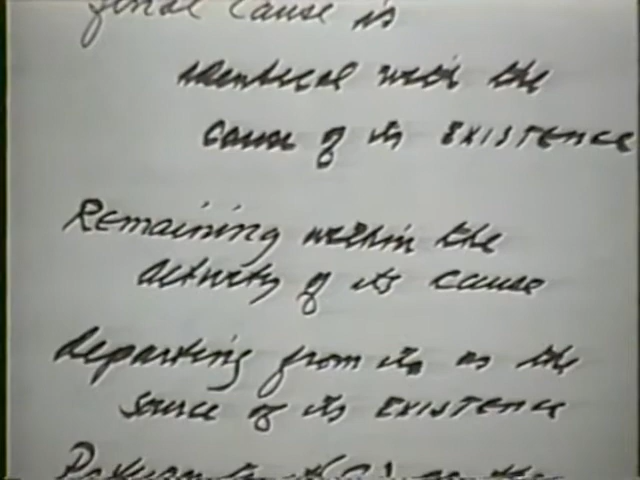 final cause is
identical with the
cause of its EXISTENCE
Remaining within the
activity of its cause
departing from its as the
source of its EXISTENCE